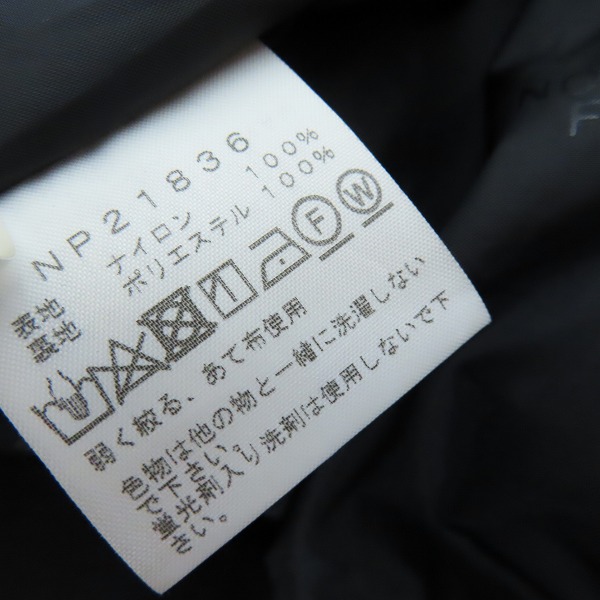 NP21836
表地 ナイロン 100%
裏地 ポリエステル 100%
F W
弱く絞る、あて布使用
色物は他の物と一緒に洗濯しない
で下さい。
蛍光剤入り洗剤は使用しないで下
さい。
NO
F